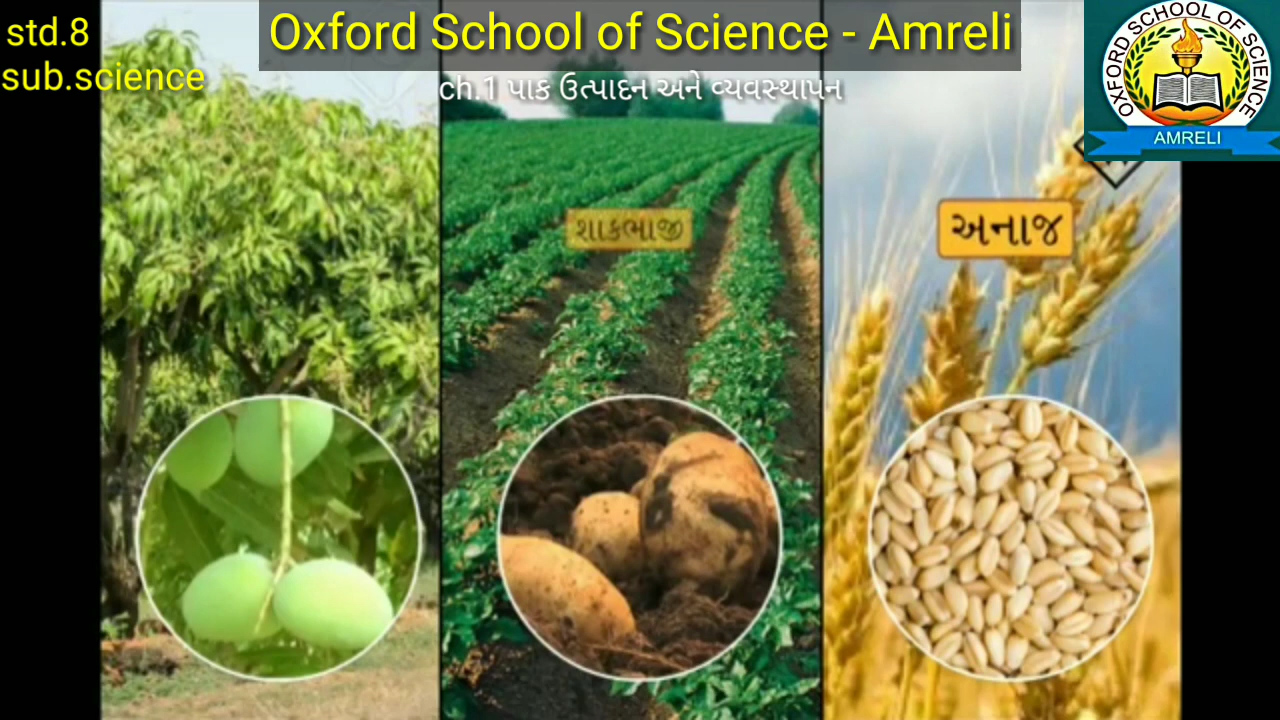 std.8
sub.science
Oxford School of Science - Amreli
ch.1 પાક ઉત્પાદન અને વ્યવસ્થાપન
OXFORD SCHOOL OF SCIENCE
AMRELI
શાકભાજી
અનાજ